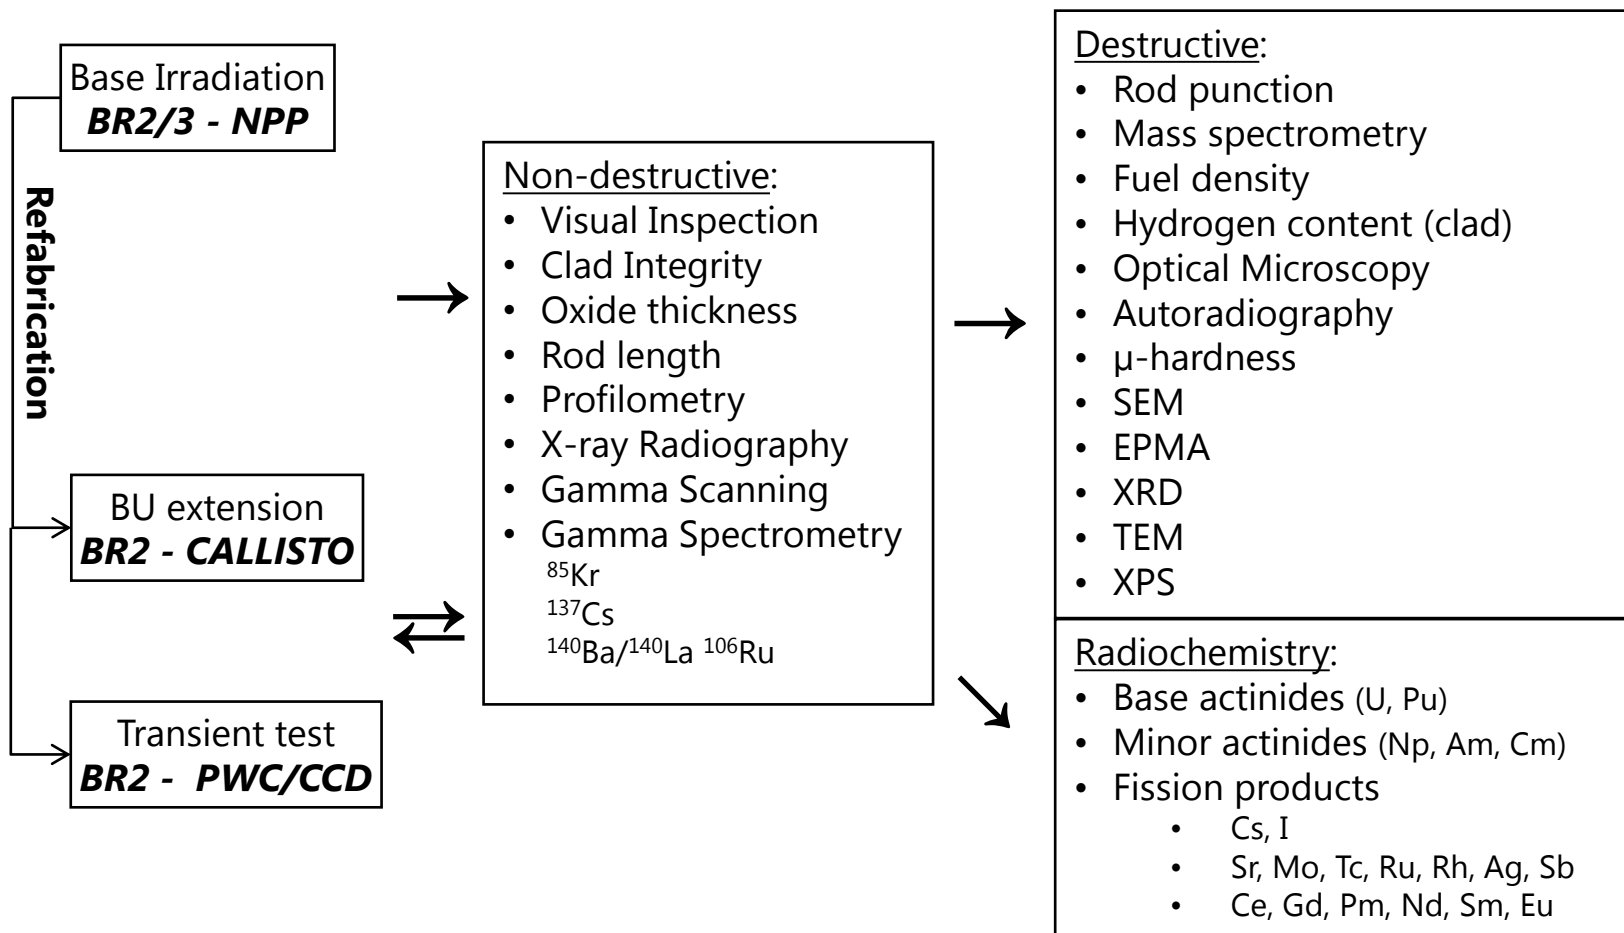 Base Irradiation
BR2/3 - NPP
Refabrication
BU extension
BR2 - CALLISTO
Transient test
BR2 -  PWC/CCD
Non-destructive:
• Visual Inspection
• Clad Integrity
• Oxide thickness
• Rod length
• Profilometry
• X-ray Radiography
• Gamma Scanning
• Gamma Spectrometry
⁸⁵Kr
¹³⁷Cs
¹⁴⁰Ba/¹⁴⁰La ¹⁰⁶Ru
Destructive:
• Rod punction
• Mass spectrometry
• Fuel density
• Hydrogen content (clad)
• Optical Microscopy
• Autoradiography
• µ-hardness
• SEM
• EPMA
• XRD
• TEM
• XPS
Radiochemistry:
• Base actinides (U, Pu)
• Minor actinides (Np, Am, Cm)
• Fission products
• Cs, I
• Sr, Mo, Tc, Ru, Rh, Ag, Sb
• Ce, Gd, Pm, Nd, Sm, Eu